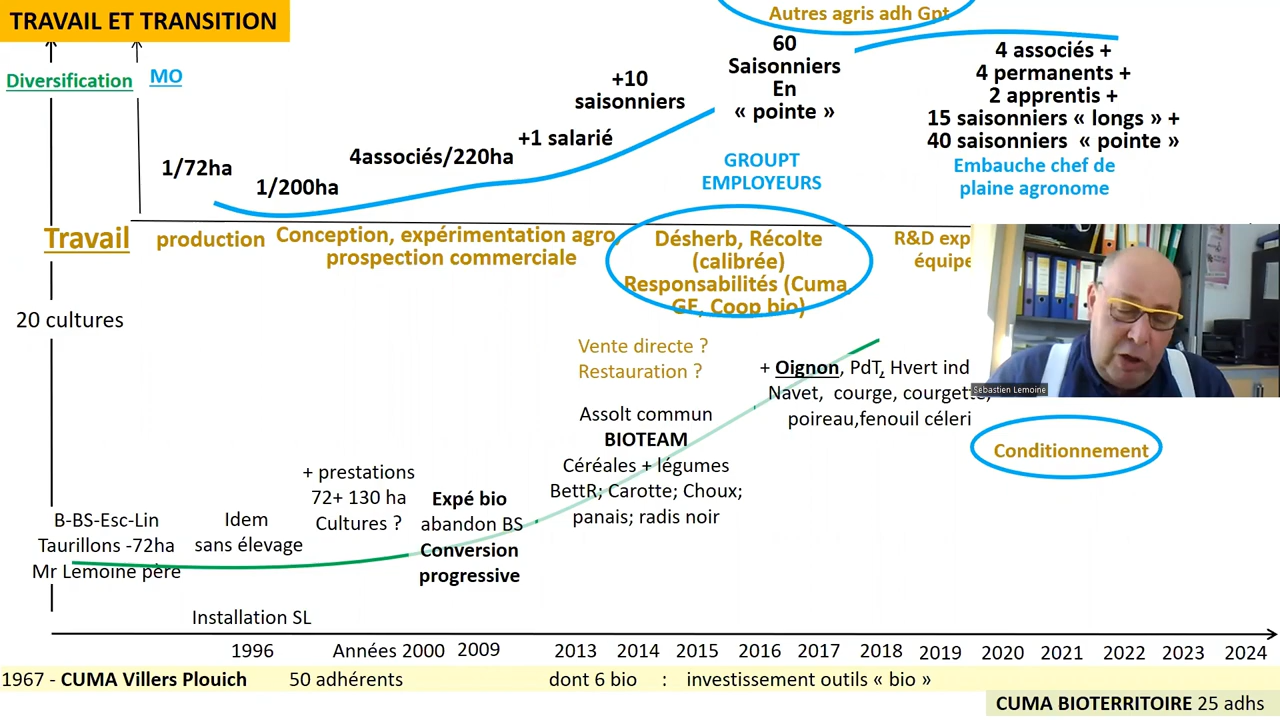 TRAVAIL ET TRANSITION
Autres agris adh Gpt
Diversification
MO
1/72ha
1/200ha
4associés/220ha
+1 salarié
+10
saisonniers
60
Saisonniers
En
« pointe »
GROUPT
EMPLOYEURS
4 associés +
4 permanents +
2 apprentis +
15 saisonniers « longs » +
40 saisonniers « pointe »
Embauche chef de
plaine agronome
Travail
production
Conception, expérimentation agro,
prospection commerciale
Désherb, Récolte
(calibrée)
Responsabilités (Cuma,
GE, Coop bio)
R&D exp
équipe
20 cultures
Vente directe ?
Restauration ?
+ Oignon, PdT, Hvert ind
Navet, courge, courgette,
poireau,fenouil céleri
Sébastien Lemoine
Conditionnement
Assolt commun
BIOTEAM
Céréales + légumes
BettR; Carotte; Choux;
panais; radis noir
+ prestations
72+ 130 ha
Cultures ?
Expé bio
abandon BS
Conversion
progressive
B-BS-Esc-Lin
Taurillons -72ha
Mr Lemoine père
Idem
sans élevage
Installation SL
1996 Années 2000 2009 2013 2014 2015 2016 2017 2018 2019 2020 2021 2022 2023 2024
1967 - CUMA Villers Plouich 50 adhérents dont 6 bio : investissement outils « bio »
CUMA BIOTERRITOIRE 25 adhs